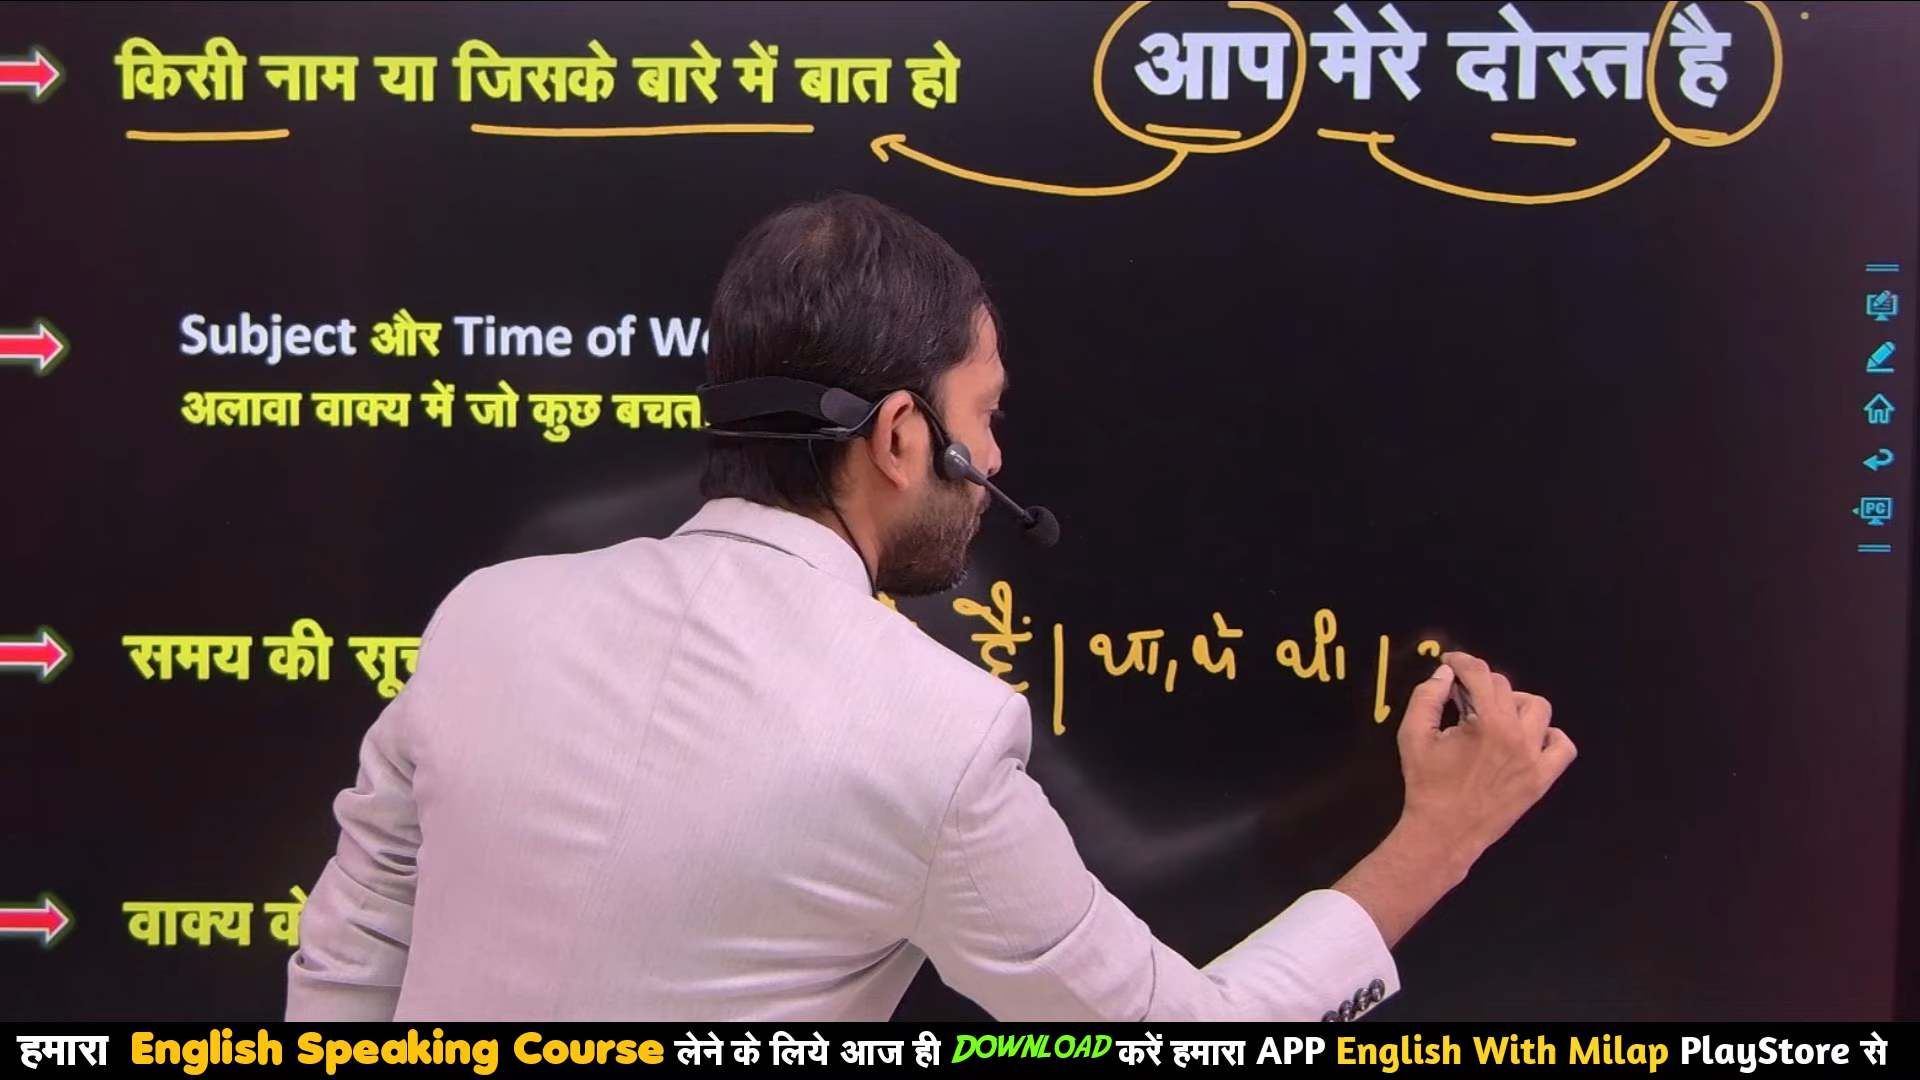 किसी नाम या जिसके बारे में बात हो
आप मेरे दोस्त है
Subject और Time of
अलावा वाक्य में जो कुछ
समय की
हैं | था, थे थी |
वाक्य
PC
हमारा English Speaking Course लेने के लिये आज ही DOWNLOAD करें हमारा APP English With Milap PlayStore से